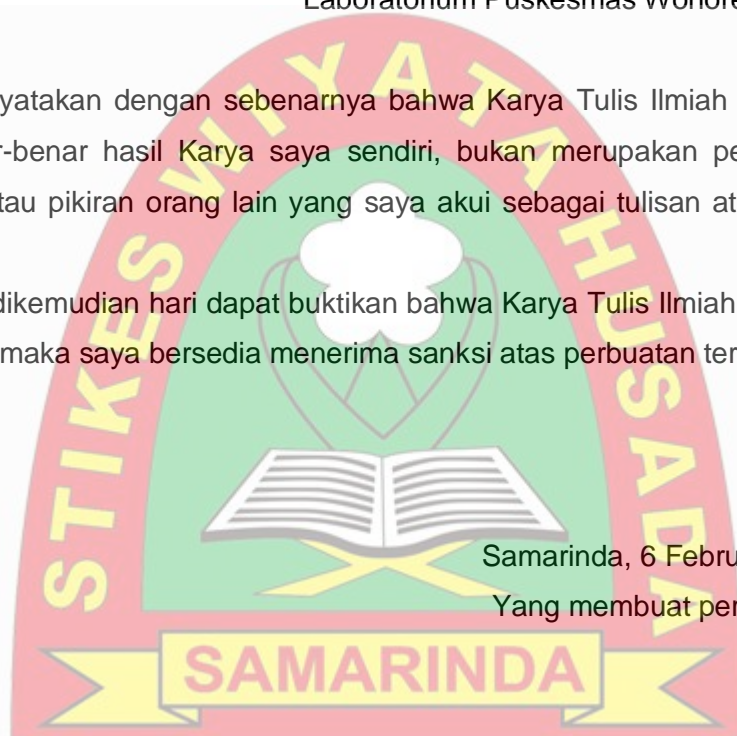 Laboratorium Puskesmas
yatakan dengan sebenarnya bahwa Karya Tulis Ilmiah
r-benar hasil Karya saya sendiri, bukan merupakan pe
tau pikiran orang lain yang saya akui sebagai tulisan at
dikemudian hari dapat buktikan bahwa Karya Tulis Ilmiah
maka saya bersedia menerima sanksi atas perbuatan ter
Samarinda, 6 Febru
Yang membuat per
STIKES WIYATA HUSADA
SAMARINDA